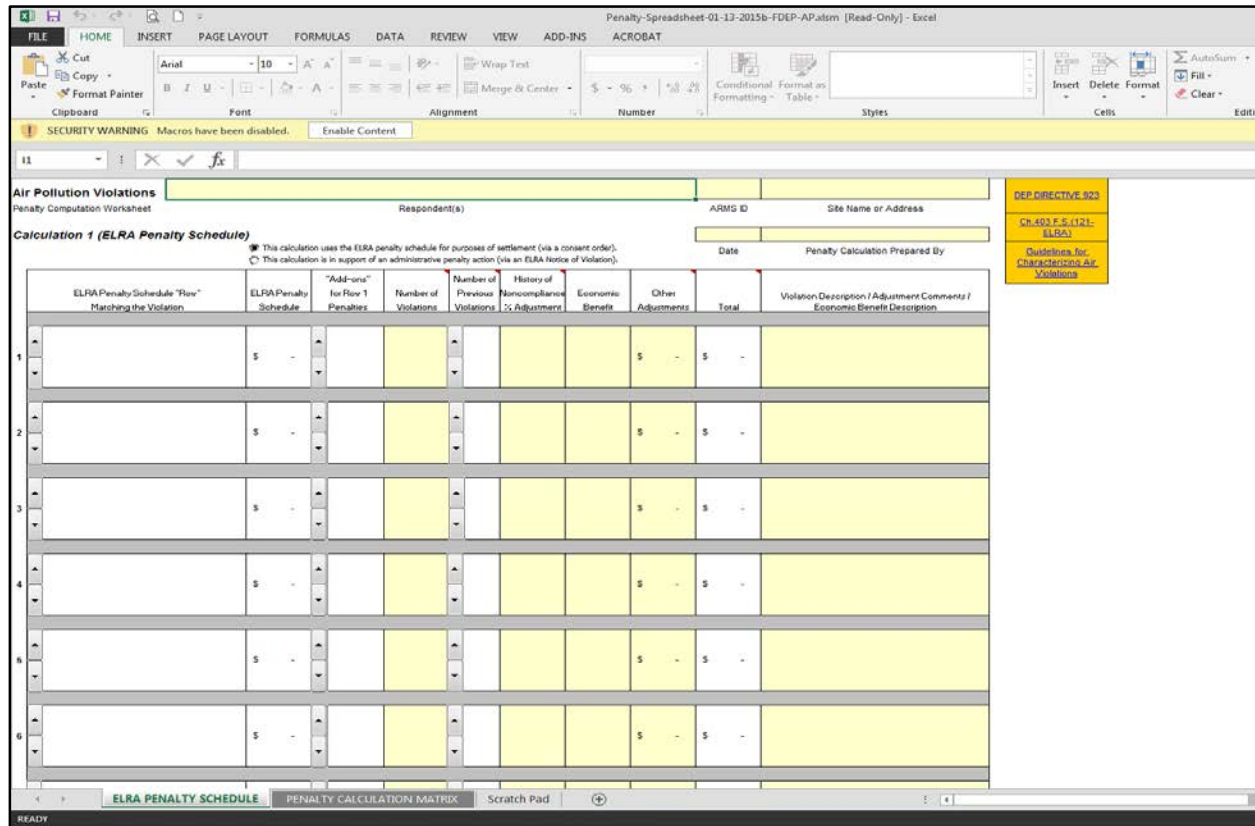 Penalty-Spreadsheet-01-13-2015b-FDEP-AP.xlsm [Read-Only] - Excel
FILE HOME INSERT PAGE LAYOUT FORMULAS DATA REVIEW VIEW ADD-INS ACROBAT
Paste
Cut
Copy
Format Painter
Clipboard
Arial 10
B I U
Font
Wrap Text
Merge & Center
Alignment
$ - % ,
Number
Conditional Formatting
Format as Table
Styles
Insert Delete Format
Cells
AutoSum
Fill
Clear
Editi
SECURITY WARNING Macros have been disabled. Enable Content
I1
fx
Air Pollution Violations
Penalty Computation Worksheet Respondent(s) ARMS ID Site Name or Address
Calculation 1 (ELRA Penalty Schedule)
This calculation uses the ELRA penalty schedule for purposes of settlement (via a consent order).
This calculation is in support of an administrative penalty action (via an ELRA Notice of Violation).
Date Penalty Calculation Prepared By
DEP DIRECTIVE 923
Ch.403 F.S.(121-
ELRA)
Guidelines for
Characterizing Air
Violations
ELRA Penalty Schedule "Row"
Matching the Violation
ELRA Penalty
Schedule
"Add-ons"
for Row 1
Penalties
Number of
Violations
Number of
Previous
Violations
History of
Noncompliance
% Adjustment
Economic
Benefit
Other
Adjustments
Total
Violation Description / Adjustment Comments /
Economic Benefit Description
1 $ - $ - $ -
2 $ - $ - $ -
3 $ - $ - $ -
4 $ - $ - $ -
5 $ - $ - $ -
6 $ - $ - $ -
ELRA PENALTY SCHEDULE PENALTY CALCULATION MATRIX Scratch Pad
READY